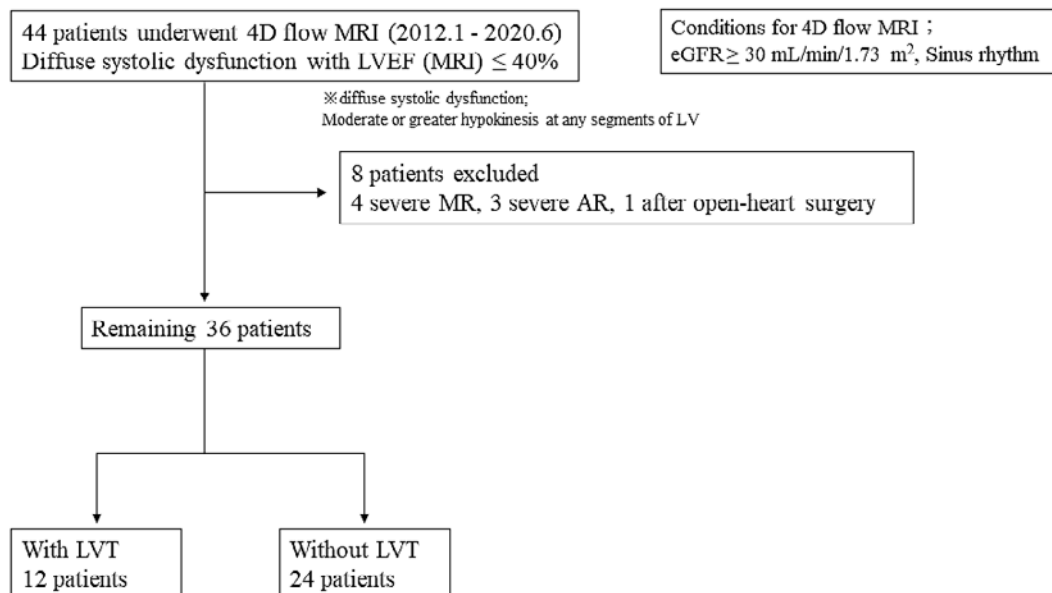 44 patients underwent 4D flow MRI (2012.1 - 2020.6)
Diffuse systolic dysfunction with LVEF (MRI) ≤ 40%
Conditions for 4D flow MRI；
eGFR≥ 30 mL/min/1.73 m², Sinus rhythm
※diffuse systolic dysfunction;
Moderate or greater hypokinesis at any segments of LV
8 patients excluded
4 severe MR, 3 severe AR, 1 after open-heart surgery
Remaining 36 patients
With LVT
12 patients
Without LVT
24 patients